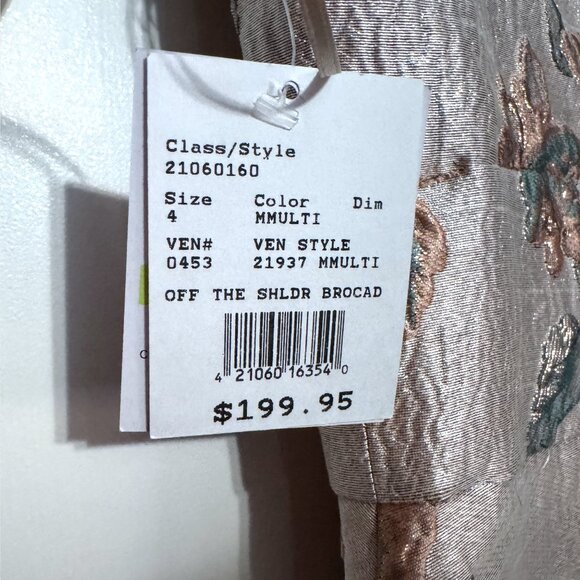 Class/Style
21060160
Size Color Dim
4 MMULTI
VEN# VEN STYLE
0453 21937 MMULTI
OFF THE SHLDR BROCAD
4 21060 16354 0
$199.95